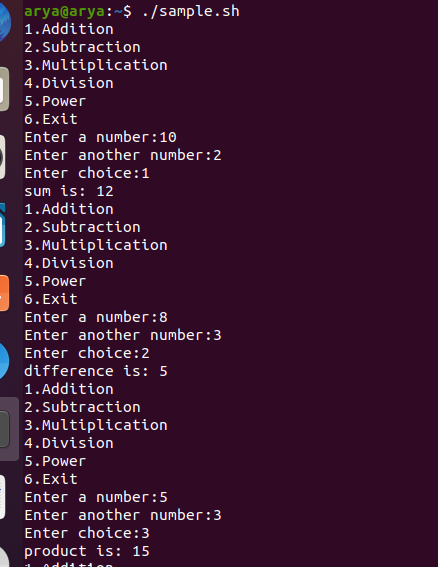 arya@arya:~$ ./sample.sh
1.Addition
2.Subtraction
3.Multiplication
4.Division
5.Power
6.Exit
Enter a number:10
Enter another number:2
Enter choice:1
sum is: 12
1.Addition
2.Subtraction
3.Multiplication
4.Division
5.Power
6.Exit
Enter a number:8
Enter another number:3
Enter choice:2
difference is: 5
1.Addition
2.Subtraction
3.Multiplication
4.Division
5.Power
6.Exit
Enter a number:5
Enter another number:3
Enter choice:3
product is: 15
1.Addition